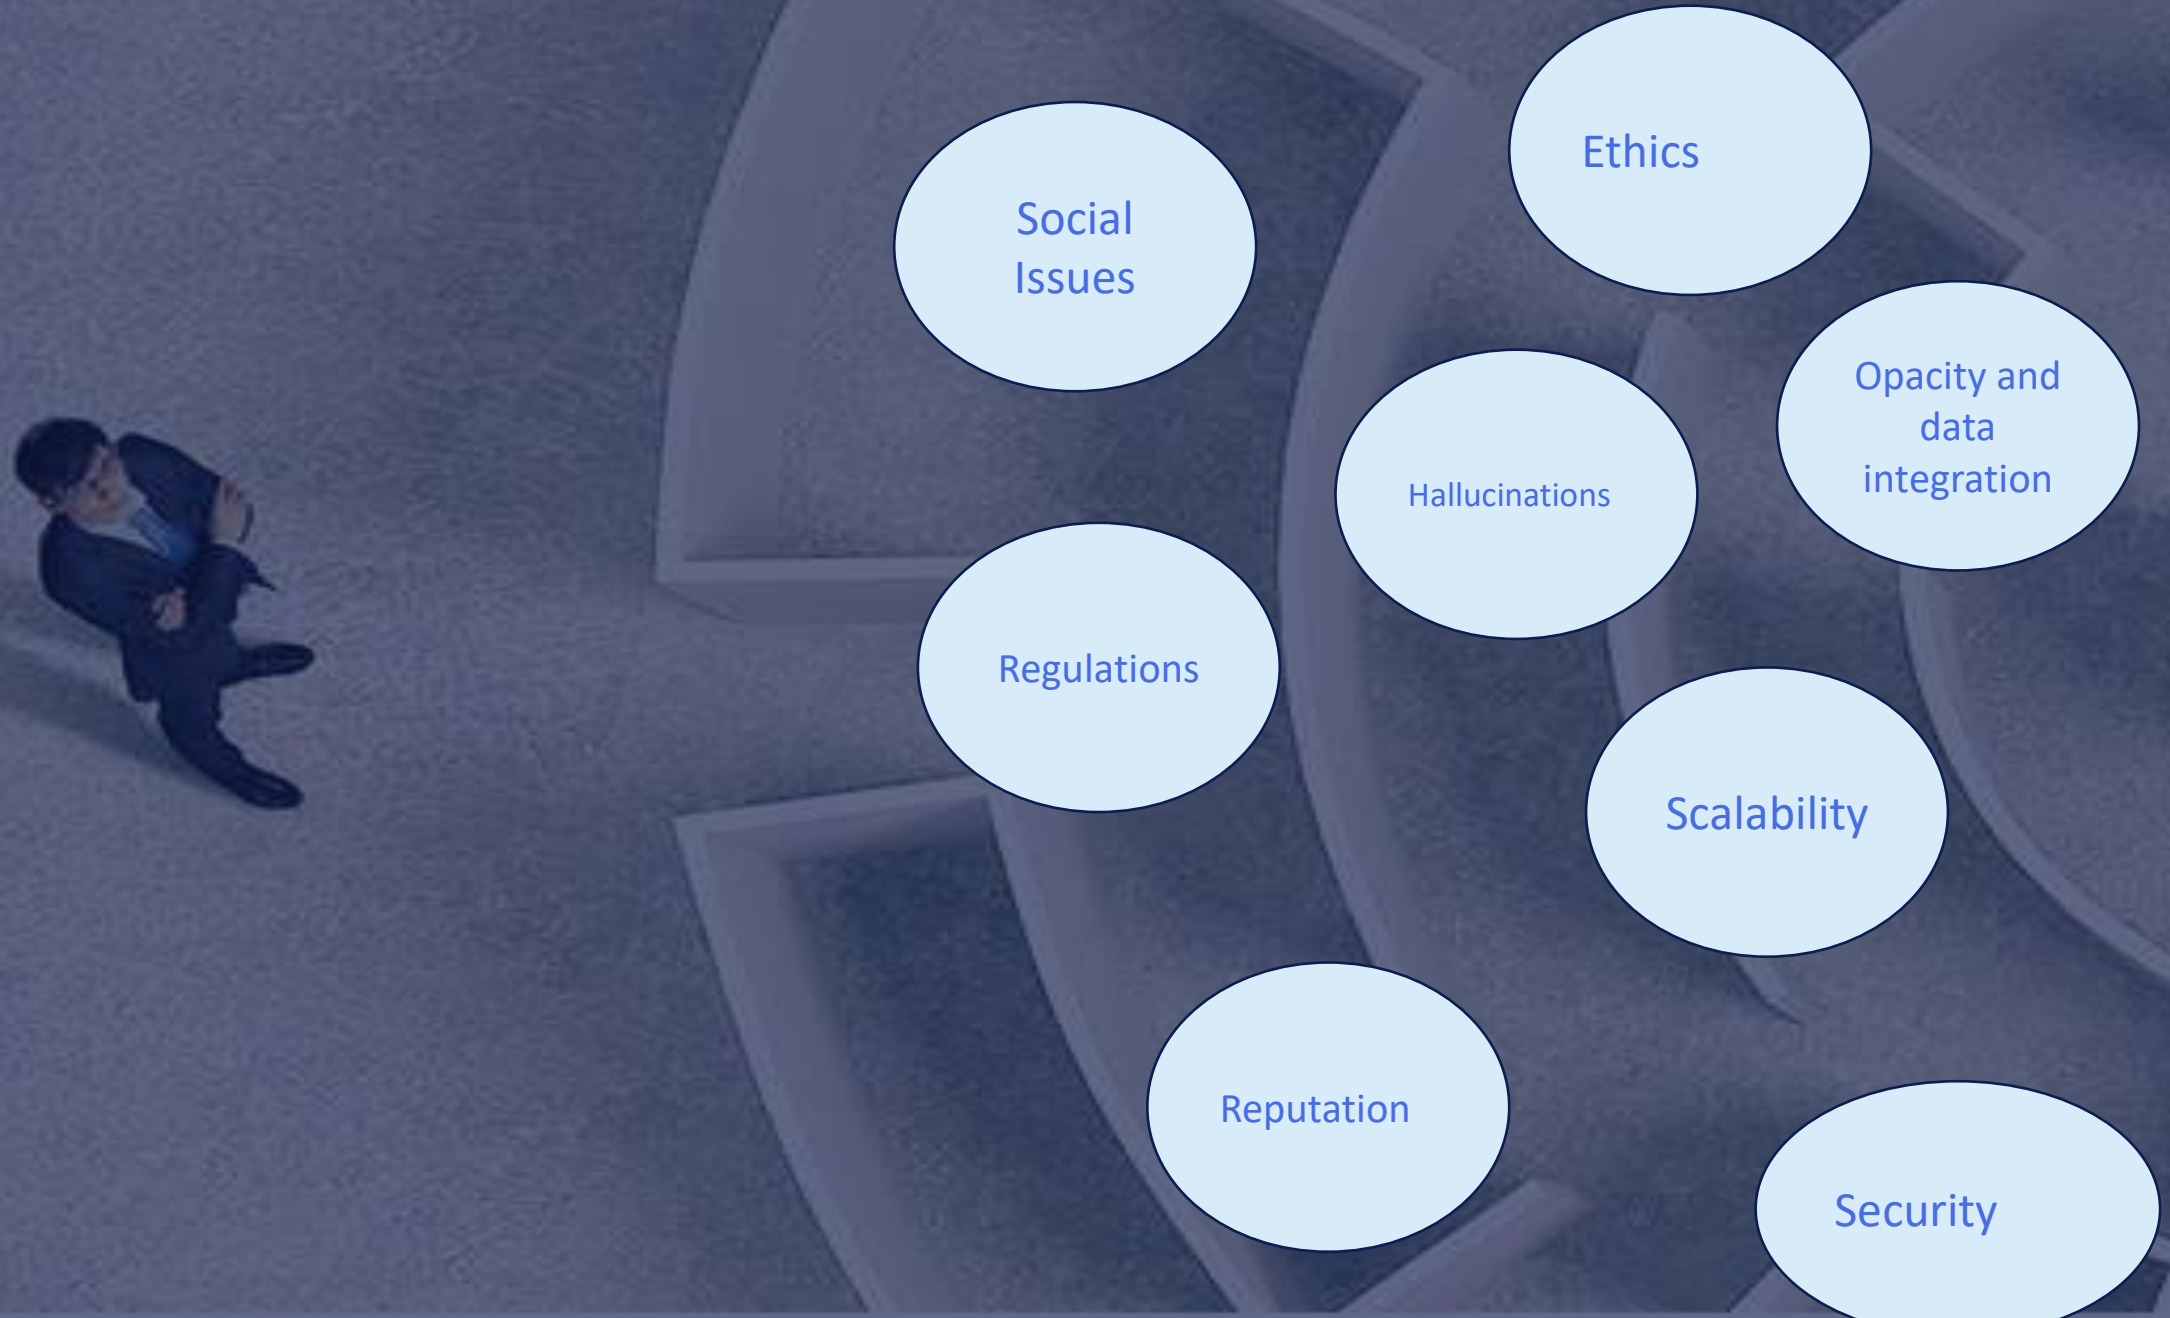 Ethics
Social
Issues
Opacity and
data
integration
Hallucinations
Regulations
Scalability
Reputation
Security